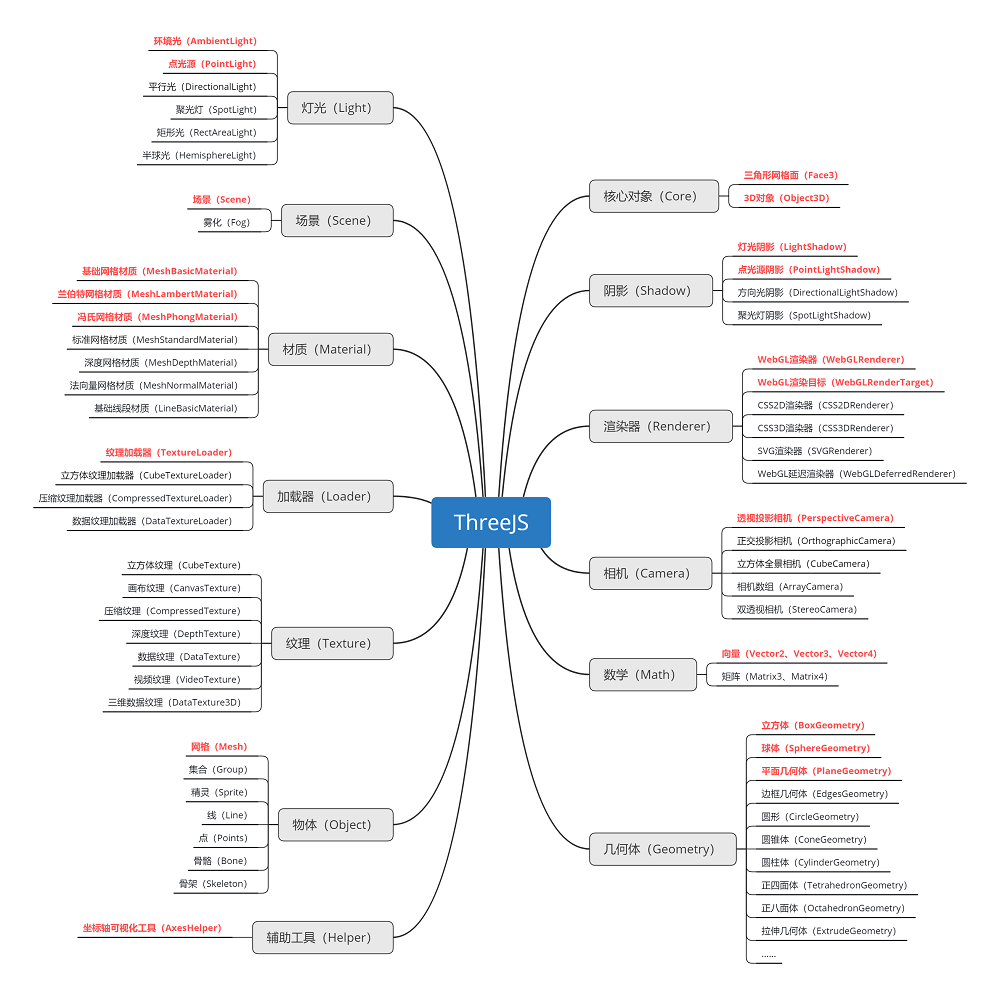 ThreeJS
灯光（Light）
环境光（AmbientLight）
点光源（PointLight）
平行光（DirectionalLight）
聚光灯（SpotLight）
矩形光（RectAreaLight）
半球光（HemisphereLight）
场景（Scene）
场景（Scene）
雾化（Fog）
材质（Material）
基础网格材质（MeshBasicMaterial）
兰伯特网格材质（MeshLambertMaterial）
冯氏网格材质（MeshPhongMaterial）
标准网格材质（MeshStandardMaterial）
深度网格材质（MeshDepthMaterial）
法向量网格材质（MeshNormalMaterial）
基础线段材质（LineBasicMaterial）
加载器（Loader）
纹理加载器（TextureLoader）
立方体纹理加载器（CubeTextureLoader）
压缩纹理加载器（CompressedTextureLoader）
数据纹理加载器（DataTextureLoader）
纹理（Texture）
立方体纹理（CubeTexture）
画布纹理（CanvasTexture）
压缩纹理（CompressedTexture）
深度纹理（DepthTexture）
数据纹理（DataTexture）
视频纹理（VideoTexture）
三维数据纹理（DataTexture3D）
物体（Object）
网格（Mesh）
集合（Group）
精灵（Sprite）
线（Line）
点（Points）
骨骼（Bone）
骨架（Skeleton）
辅助工具（Helper）
坐标轴可视化工具（AxesHelper）
核心对象（Core）
三角形网格面（Face3）
3D对象（Object3D）
阴影（Shadow）
灯光阴影（LightShadow）
点光源阴影（PointLightShadow）
方向光阴影（DirectionalLightShadow）
聚光灯阴影（SpotLightShadow）
渲染器（Renderer）
WebGL渲染器（WebGLRenderer）
WebGL渲染目标（WebGLRenderTarget）
CSS2D渲染器（CSS2DRenderer）
CSS3D渲染器（CSS3DRenderer）
SVG渲染器（SVGRenderer）
WebGL延迟渲染器（WebGLDeferredRenderer）
相机（Camera）
透视投影相机（PerspectiveCamera）
正交投影相机（OrthographicCamera）
立方体全景相机（CubeCamera）
相机数组（ArrayCamera）
双透视相机（StereoCamera）
数学（Math）
向量（Vector2、Vector3、Vector4）
矩阵（Matrix3、Matrix4）
几何体（Geometry）
立方体（BoxGeometry）
球体（SphereGeometry）
平面几何体（PlaneGeometry）
边框几何体（EdgesGeometry）
圆形（CircleGeometry）
圆锥体（ConeGeometry）
圆柱体（CylinderGeometry）
正四面体（TetrahedronGeometry）
正八面体（OctahedronGeometry）
拉伸几何体（ExtrudeGeometry）
……